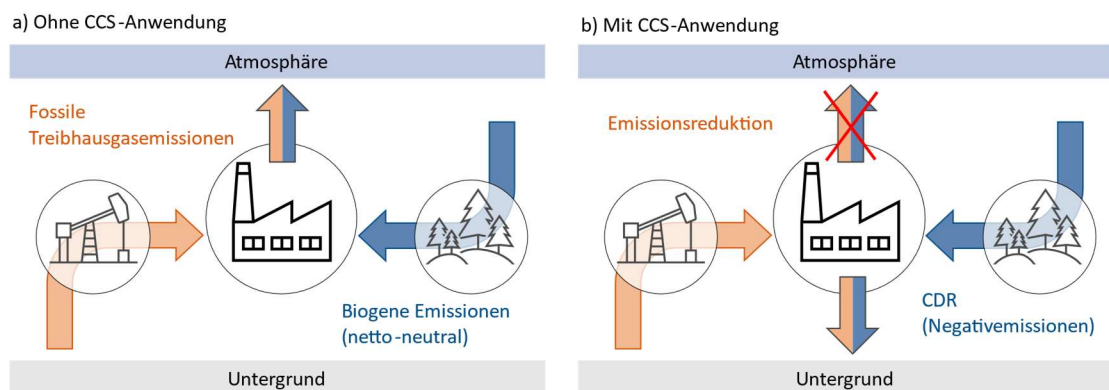 a) Ohne CCS-Anwendung
Atmosphäre
Fossile
Treibhausgasemissionen
Biogene Emissionen
(netto-neutral)
Untergrund
b) Mit CCS-Anwendung
Atmosphäre
Emissionsreduktion
CDR
(Negativemissionen)
Untergrund